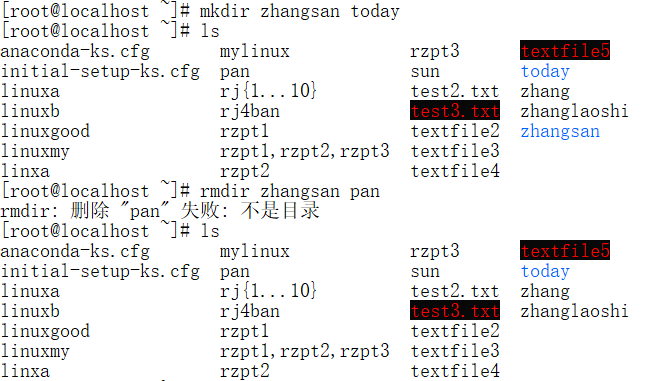 [root@localhost ~]# mkdir zhangsan today
[root@localhost ~]# ls
anaconda-ks.cfg mylinux rzpt3 textfile5
initial-setup-ks.cfg pan sun today
linuxa rj{1...10} test2.txt zhang
linuxb rj4ban test3.txt zhanglaoshi
linuxgood rzpt1 textfile2 zhangsan
linuxmy rzpt1,rzpt2,rzpt3 textfile3
linxa rzpt2 textfile4
[root@localhost ~]# rmdir zhangsan pan
rmdir: 删除 "pan" 失败: 不是目录
[root@localhost ~]# ls
anaconda-ks.cfg mylinux rzpt3 textfile5
initial-setup-ks.cfg pan sun today
linuxa rj{1...10} test2.txt zhang
linuxb rj4ban test3.txt zhanglaoshi
linuxgood rzpt1 textfile2
linuxmy rzpt1,rzpt2,rzpt3 textfile3
linxa rzpt2 textfile4